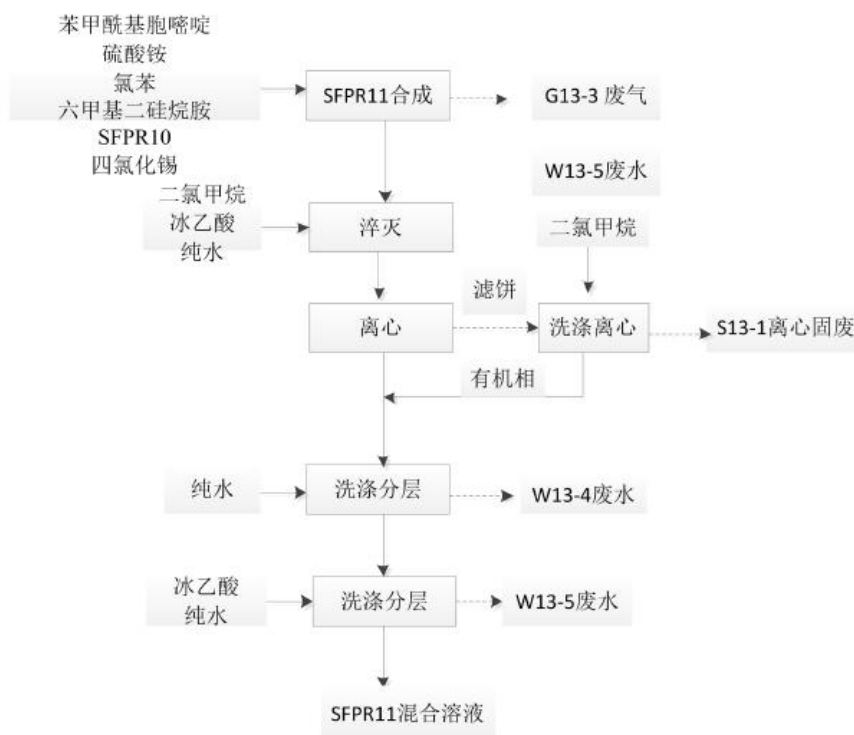 苯甲酰基胞嘧啶
硫酸铵
氯苯
六甲基二硅烷胺
SFPR10
四氯化锡
SFPR11合成
G13-3 废气
W13-5废水
二氯甲烷
冰乙酸
纯水
淬灭
二氯甲烷
滤饼
离心
洗涤离心
S13-1离心固废
有机相
纯水
洗涤分层
W13-4废水
冰乙酸
纯水
洗涤分层
W13-5废水
SFPR11混合溶液